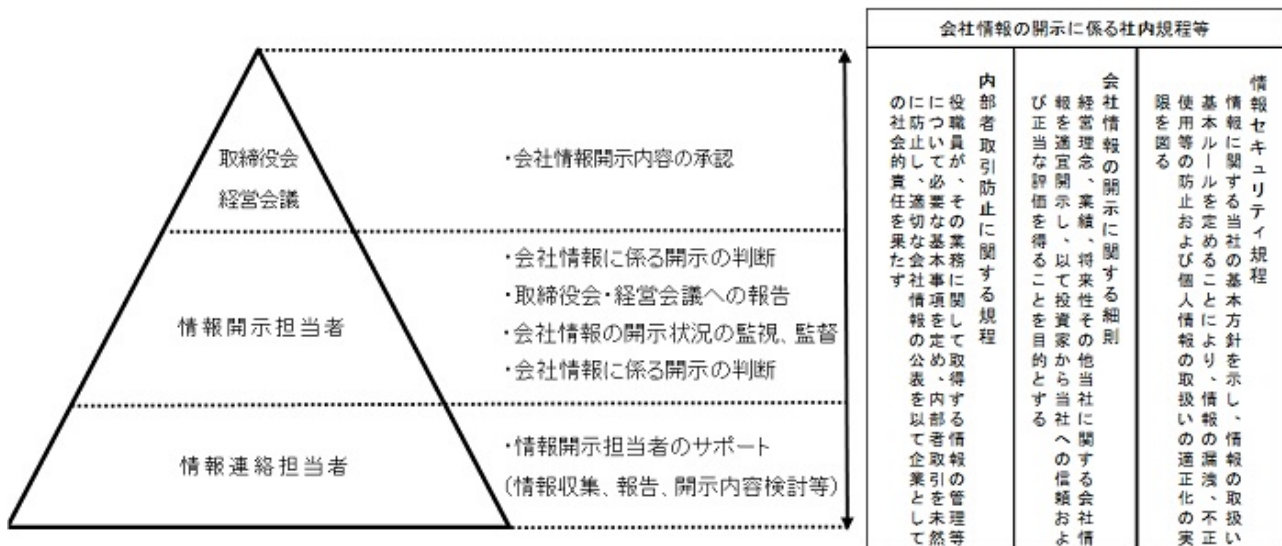 取締役会
経営会議
・会社情報開示内容の承認
情報開示担当者
・会社情報に係る開示の判断
・取締役会・経営会議への報告
・会社情報の開示状況の監視、監督
・会社情報に係る開示の判断
情報連絡担当者
・情報開示担当者のサポート
(情報収集、報告、開示内容検討等)
会社情報の開示に係る社内規程等
情報セキュリティ規程
情報に関する当社の基本方針を示し、情報の取扱い
基本ルールを定めることにより、情報の漏洩、不正
使用等の防止および個人情報の取扱いの適正化の実
限を図る
会社情報の開示に関する細則
経営理念、業績、将来性その他当社に関する会社情
報を適宜開示し、以て投資家から当社への信頼およ
び正当な評価を得ることを目的とする
内部者取引防止に関する規程
役職員が、その業務に関して取得する情報の管理等
について必要な基本事項を定め、内部者取引を未然
に防止し、適切な会社情報の公表を以て企業として
の社会的責任を果たす